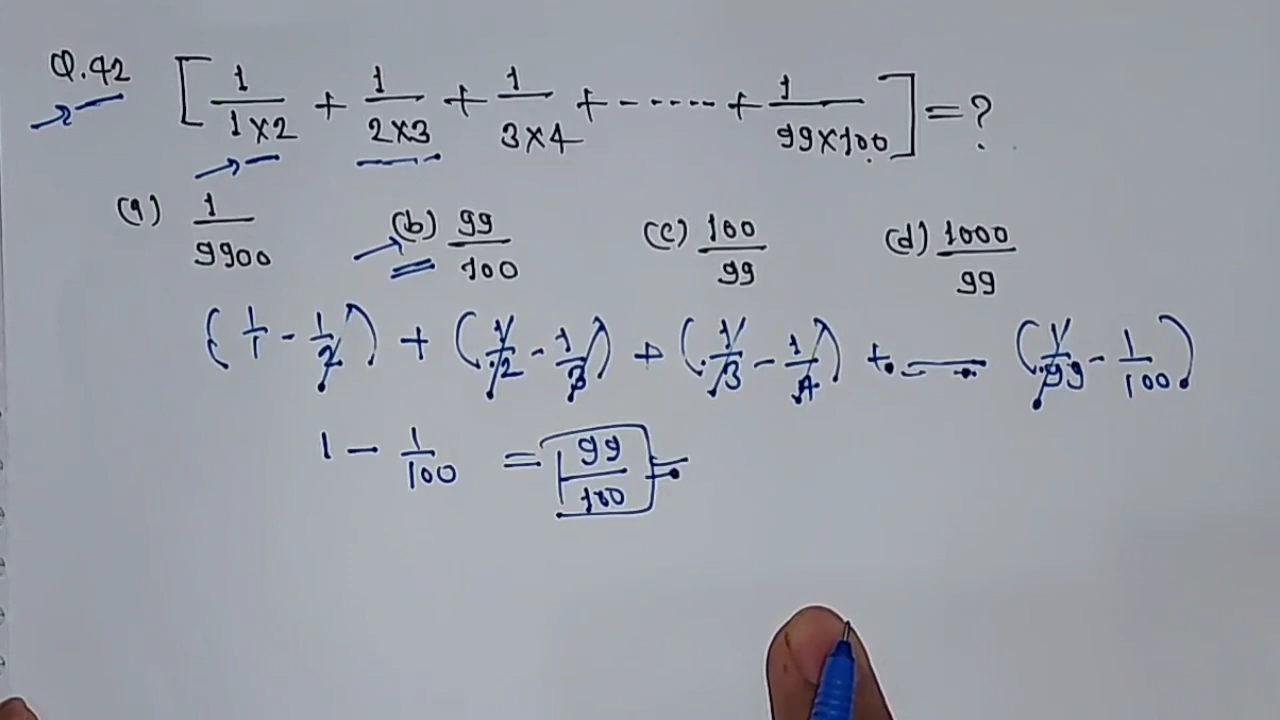 Q.42 [1/1×2 + 1/2×3 + 1/3×4 + ------ + 1/99×100] = ?
(a) 1/9900 (b) 99/100 (c) 100/99 (d) 1000/99
(1/1 - 1/2) + (1/2 - 1/3) + (1/3 - 1/4) + --- (1/99 - 1/100)
1 - 1/100 = 99/100 =